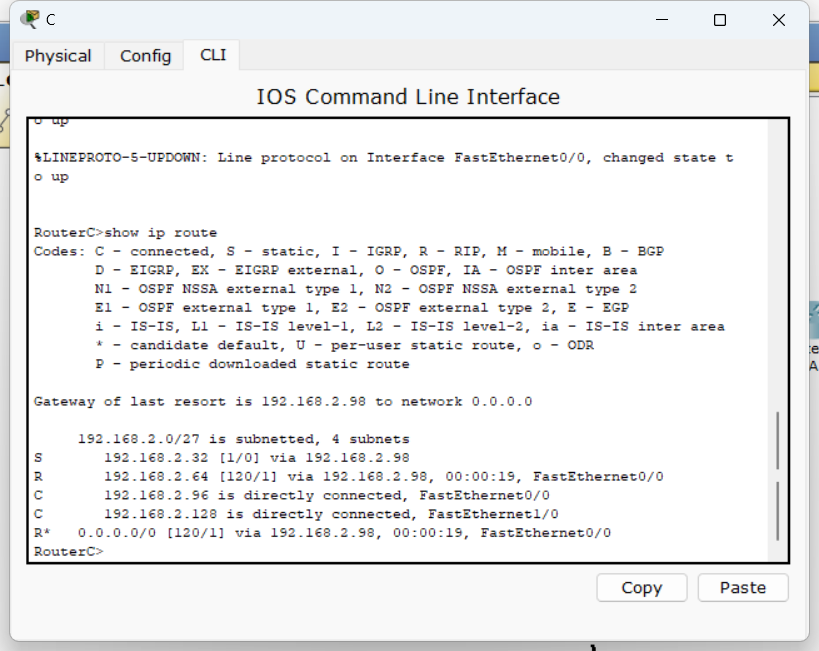 C
Physical Config CLI
IOS Command Line Interface
o up
%LINEPROTO-5-UPDOWN: Line protocol on Interface FastEthernet0/0, changed state t
o up
RouterC>show ip route
Codes: C - connected, S - static, I - IGRP, R - RIP, M - mobile, B - BGP
       D - EIGRP, EX - EIGRP external, O - OSPF, IA - OSPF inter area
       N1 - OSPF NSSA external type 1, N2 - OSPF NSSA external type 2
       E1 - OSPF external type 1, E2 - OSPF external type 2, E - EGP
       i - IS-IS, L1 - IS-IS level-1, L2 - IS-IS level-2, ia - IS-IS inter area
       * - candidate default, U - per-user static route, o - ODR
       P - periodic downloaded static route
Gateway of last resort is 192.168.2.98 to network 0.0.0.0
     192.168.2.0/27 is subnetted, 4 subnets
S       192.168.2.32 [1/0] via 192.168.2.98
R       192.168.2.64 [120/1] via 192.168.2.98, 00:00:19, FastEthernet0/0
C       192.168.2.96 is directly connected, FastEthernet0/0
C       192.168.2.128 is directly connected, FastEthernet1/0
R*   0.0.0.0/0 [120/1] via 192.168.2.98, 00:00:19, FastEthernet0/0
RouterC>
Copy Paste